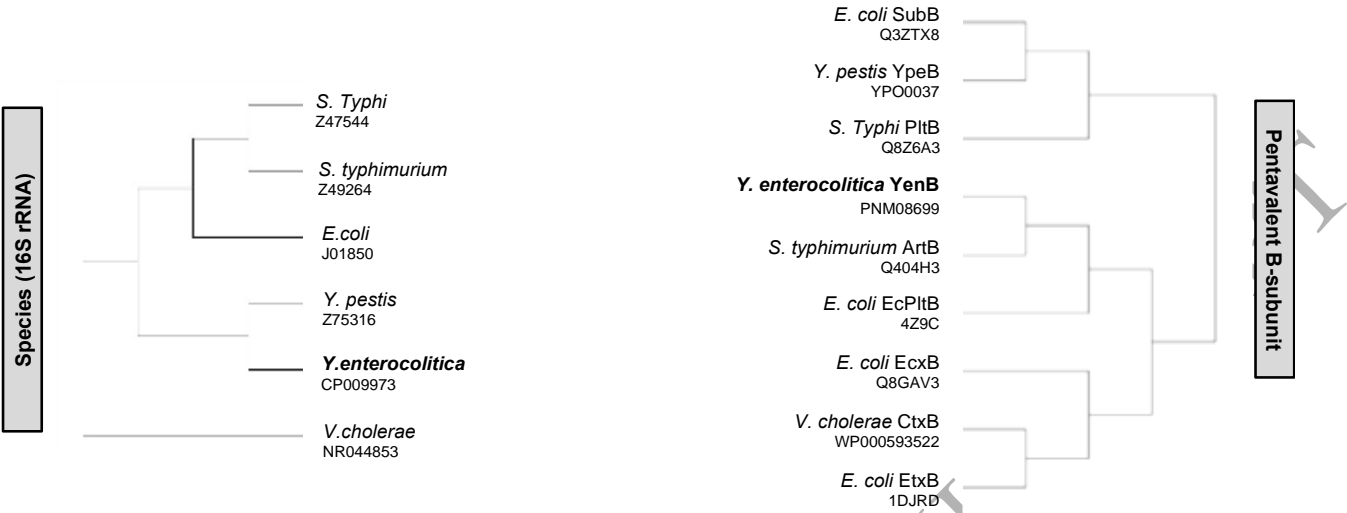 Species (16S rRNA)
S. Typhi
Z47544
S. typhimurium
Z49264
E.coli
J01850
Y. pestis
Z75316
Y.enterocolitica
CP009973
V.cholerae
NR044853
E. coli SubB
Q3ZTX8
Y. pestis YpeB
YPO0037
S. Typhi PltB
Q8Z6A3
Y. enterocolitica YenB
PNM08699
S. typhimurium ArtB
Q404H3
E. coli EcPltB
4Z9C
E. coli EcxB
Q8GAV3
V. cholerae CtxB
WP000593522
E. coli EtxB
1DJRD
Pentavalent B-subunit